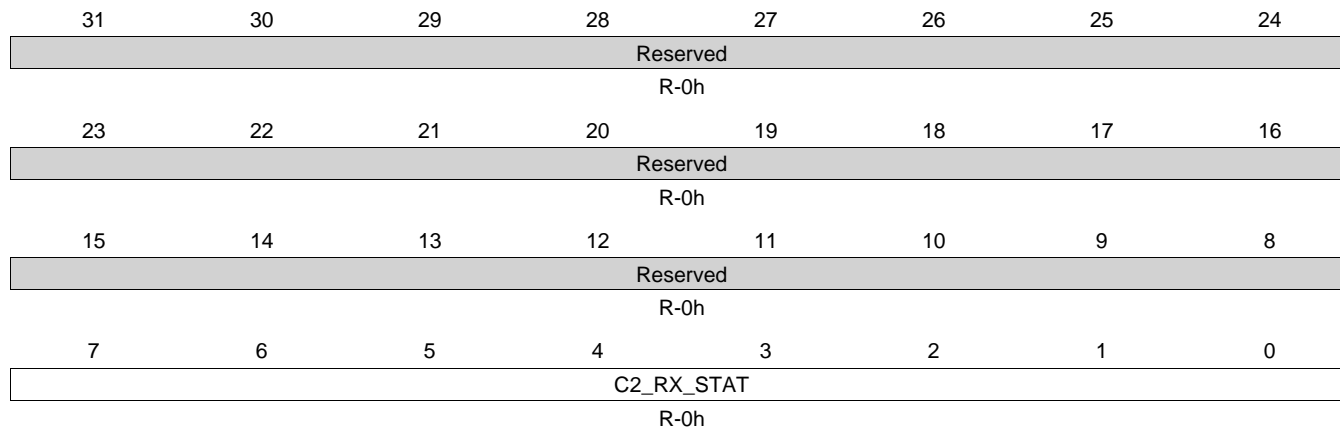 31 30 29 28 27 26 25 24
Reserved
R-0h
23 22 21 20 19 18 17 16
Reserved
R-0h
15 14 13 12 11 10 9 8
Reserved
R-0h
7 6 5 4 3 2 1 0
C2_RX_STAT
R-0h